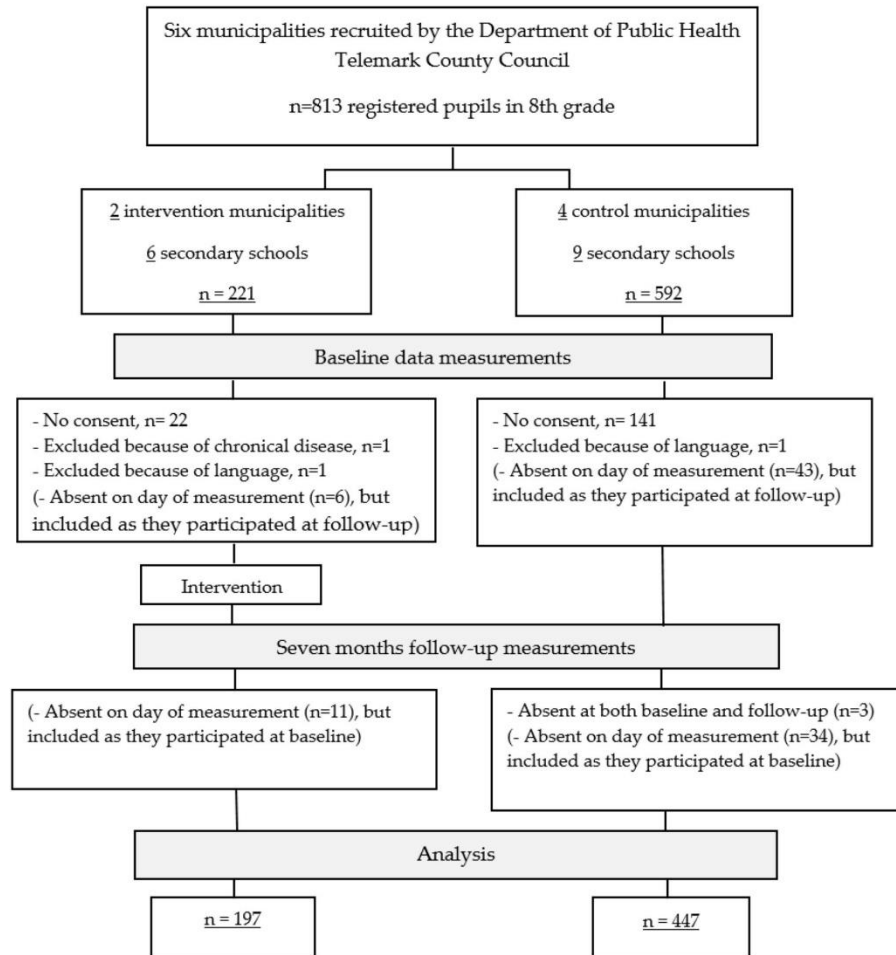 Six municipalities recruited by the Department of Public Health
Telemark County Council
n=813 registered pupils in 8th grade
2 intervention municipalities
6 secondary schools
n = 221
4 control municipalities
9 secondary schools
n = 592
Baseline data measurements
- No consent, n= 22
- Excluded because of chronical disease, n=1
- Excluded because of language, n=1
(- Absent on day of measurement (n=6), but
included as they participated at follow-up)
- No consent, n= 141
- Excluded because of language, n=1
(- Absent on day of measurement (n=43), but
included as they participated at follow-up)
Intervention
Seven months follow-up measurements
(- Absent on day of measurement (n=11), but
included as they participated at baseline)
- Absent at both baseline and follow-up (n=3)
(- Absent on day of measurement (n=34), but
included as they participated at baseline)
Analysis
n = 197
n = 447